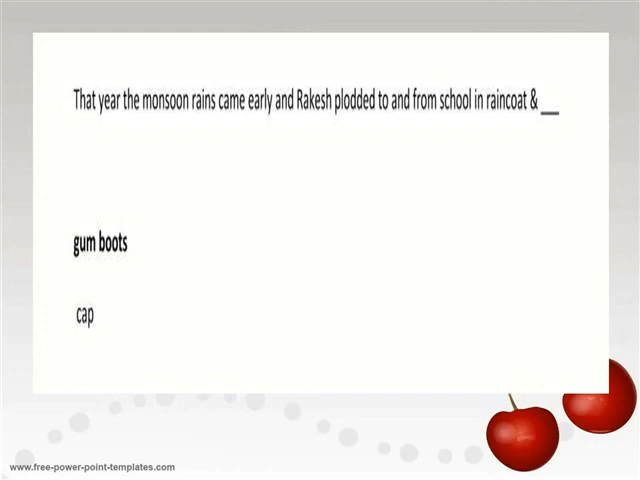 That year the monsoon rains came early and Rakesh plodded to and from school in raincoat & __
gum boots
cap
www.free-power-point-templates.com